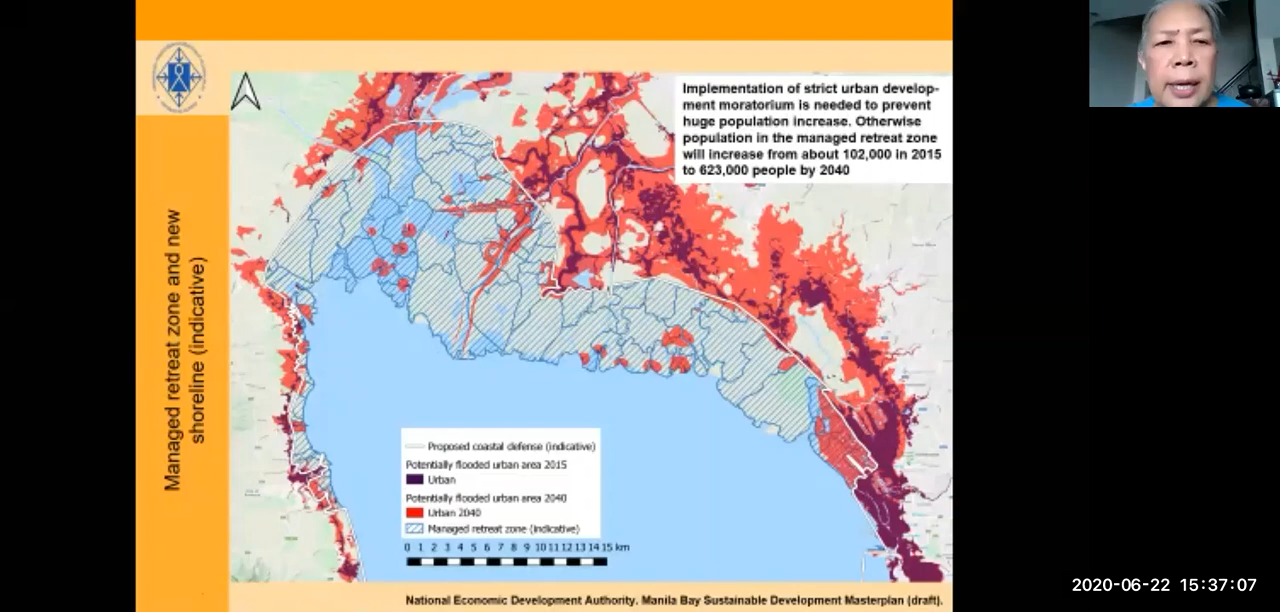 Managed retreat zone and new
shoreline (indicative)
Implementation of strict urban develop-
ment moratorium is needed to prevent
huge population increase. Otherwise
population in the managed retreat zone
will increase from about 102,000 in 2015
to 623,000 people by 2040
Proposed coastal defense (indicative)
Potentially flooded urban area 2015
Urban
Potentially flooded urban area 2040
Urban 2040
Managed retreat zone (indicative)
0 1 2 3 4 5 6 7 8 9 10 11 12 13 14 15 km
National Economic Development Authority. Manila Bay Sustainable Development Masterplan (draft).
2020-06-22 15:37:07